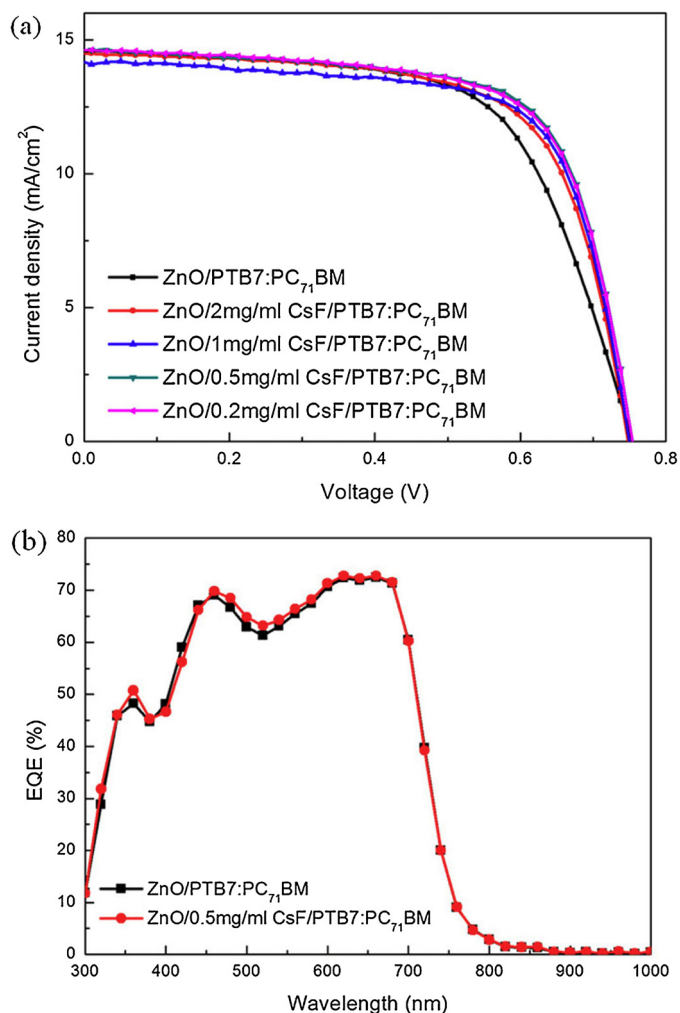 (a)
15
10
5
0
0.0 0.2 0.4 0.6 0.8
Current density (mA/cm²)
Voltage (V)
ZnO/PTB7:PC₇₁BM
ZnO/2mg/ml CsF/PTB7:PC₇₁BM
ZnO/1mg/ml CsF/PTB7:PC₇₁BM
ZnO/0.5mg/ml CsF/PTB7:PC₇₁BM
ZnO/0.2mg/ml CsF/PTB7:PC₇₁BM
(b)
80
70
60
50
40
30
20
10
0
300 400 500 600 700 800 900 1000
EQE (%)
Wavelength (nm)
ZnO/PTB7:PC₇₁BM
ZnO/0.5mg/ml CsF/PTB7:PC₇₁BM